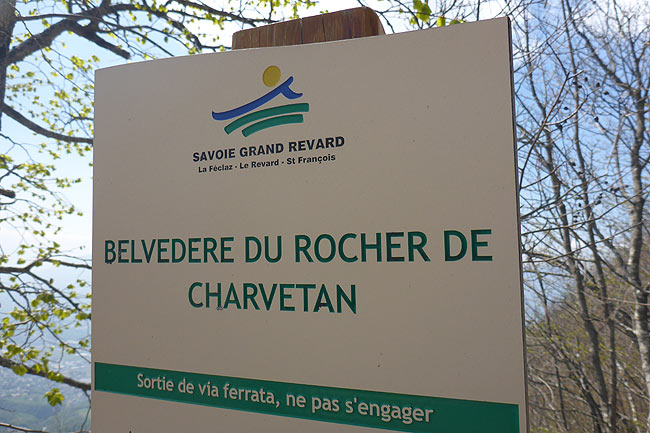 SAVOIE GRAND REVARD
La Féclaz - Le Revard - St François
BELVEDERE DU ROCHER DE
CHARVETAN
Sortie de via ferrata, ne pas s'engager